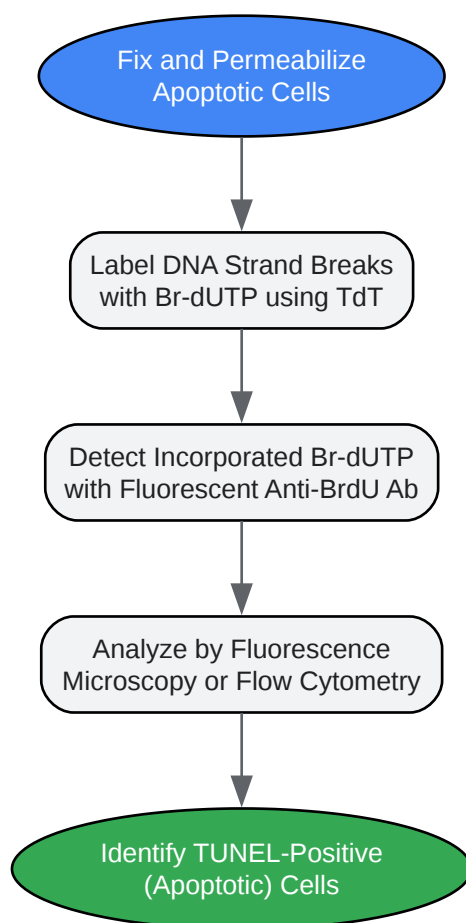 Fix and Permeabilize
Apoptotic Cells
Label DNA Strand Breaks
with Br-dUTP using TdT
Detect Incorporated Br-dUTP
with Fluorescent Anti-BrdU Ab
Analyze by Fluorescence
Microscopy or Flow Cytometry
Identify TUNEL-Positive
(Apoptotic) Cells